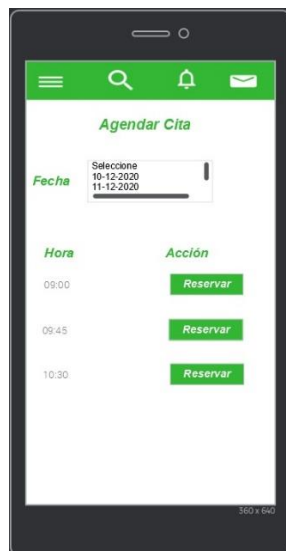 Agendar Cita
Fecha
Seleccione
10-12-2020
11-12-2020
Hora Acción
09:00 Reservar
09:45 Reservar
10:30 Reservar
360 x 640